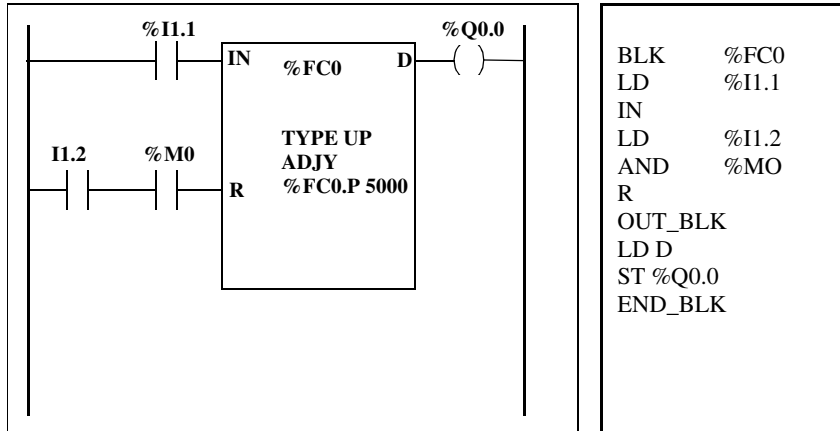 %I1.1 %Q0.0
IN %FC0 D
TYPE UP
I1.2 %M0 ADJY
R %FC0.P 5000
BLK %FC0
LD %I1.1
IN
LD %I1.2
AND %MO
R
OUT_BLK
LD D
ST %Q0.0
END_BLK